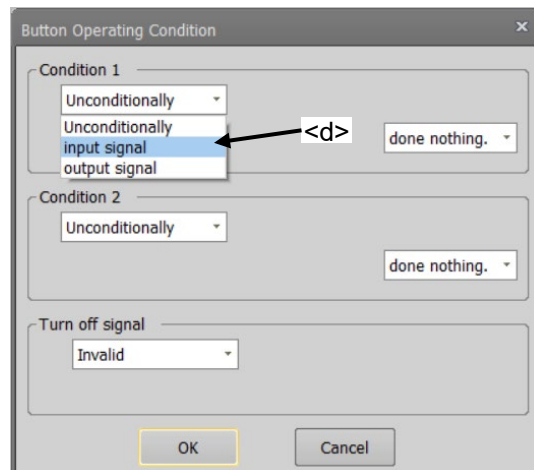 Button Operating Condition
Condition 1
Unconditionally
Unconditionally
input signal
output signal
<d>
done nothing.
Condition 2
Unconditionally
done nothing.
Turn off signal
Invalid
OK Cancel